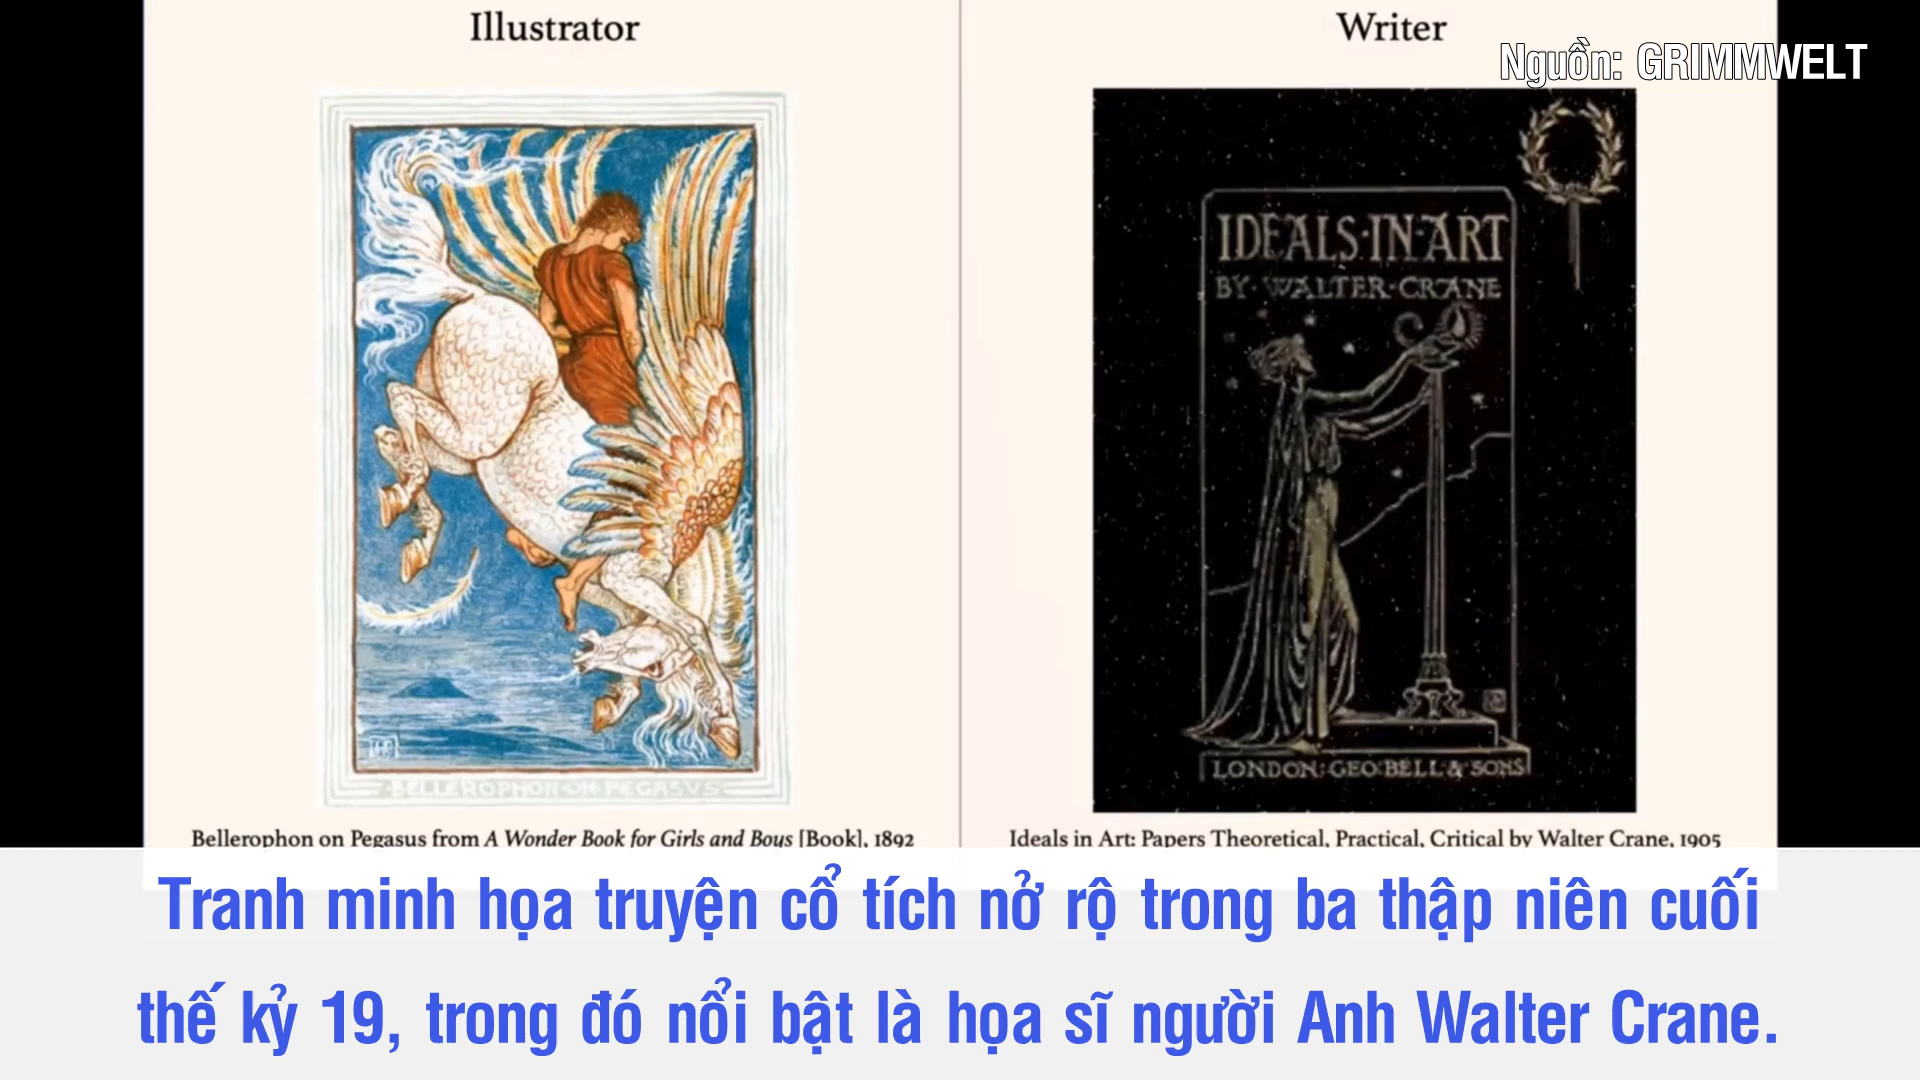 Illustrator
Writer
Nguồn: GRIMMWELT
IDEALS·IN·ART
BY·WALTER·CRANE
LONDON: GEO: BELL & SONS
BELLEROPHON·ON·PEGASVS
Bellerophon on Pegasus from A Wonder Book for Girls and Boys [Book], 1892
Ideals in Art: Papers Theoretical, Practical, Critical by Walter Crane, 1905
Tranh minh họa truyện cổ tích nở rộ trong ba thập niên cuối
thế kỷ 19, trong đó nổi bật là họa sĩ người Anh Walter Crane.